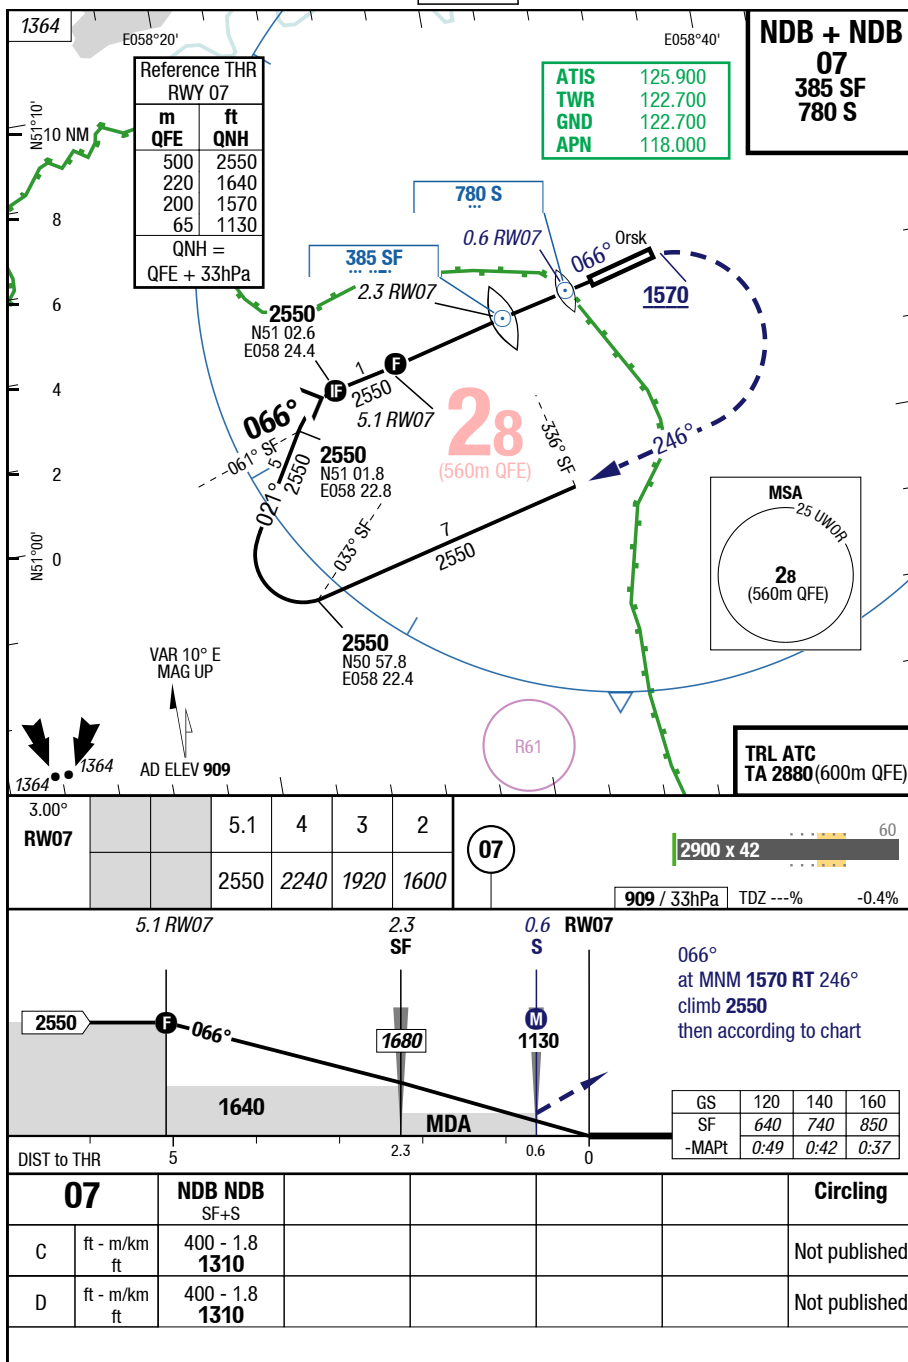 1364
E058°20'
E058°40'
NDB + NDB
07
385 SF
780 S
Reference THR
RWY 07
m ft
QFE QNH
500 2550
220 1640
200 1570
65 1130
QNH =
QFE + 33hPa
ATIS 125.900
TWR 122.700
GND 122.700
APN 118.000
N51°10'
10 NM
8
6
4
2
0
N51°00'
780 S
385 SF
0.6 RW07
2.3 RW07
066°
Orsk
1570
2550
N51 02.6
E058 24.4
IF
1
2550
F
5.1 RW07
066°
061° SF
5
2550
021°
2550
N51 01.8
E058 22.8
28
(560m QFE)
336° SF
246°
033° SF
7
2550
2550
N50 57.8
E058 22.4
MSA
25 UWOR
28
(560m QFE)
VAR 10° E
MAG UP
AD ELEV 909
1364
1364
R61
TRL ATC
TA 2880(600m QFE)
3.00°
RW07
5.1 4 3 2
2550 2240 1920 1600
07
60
2900 x 42
909 / 33hPa TDZ ---% -0.4%
5.1 RW07
2.3
SF
0.6
S
RW07
2550
F
066°
1680
M
1130
1640
MDA
066°
at MNM 1570 RT 246°
climb 2550
then according to chart
GS 120 140 160
SF 640 740 850
-MAPt 0:49 0:42 0:37
DIST to THR 5 2.3 0.6 0
07 NDB NDB Circling
SF+S
C ft - m/km 400 - 1.8 Not published
ft 1310
D ft - m/km 400 - 1.8 Not published
ft 1310